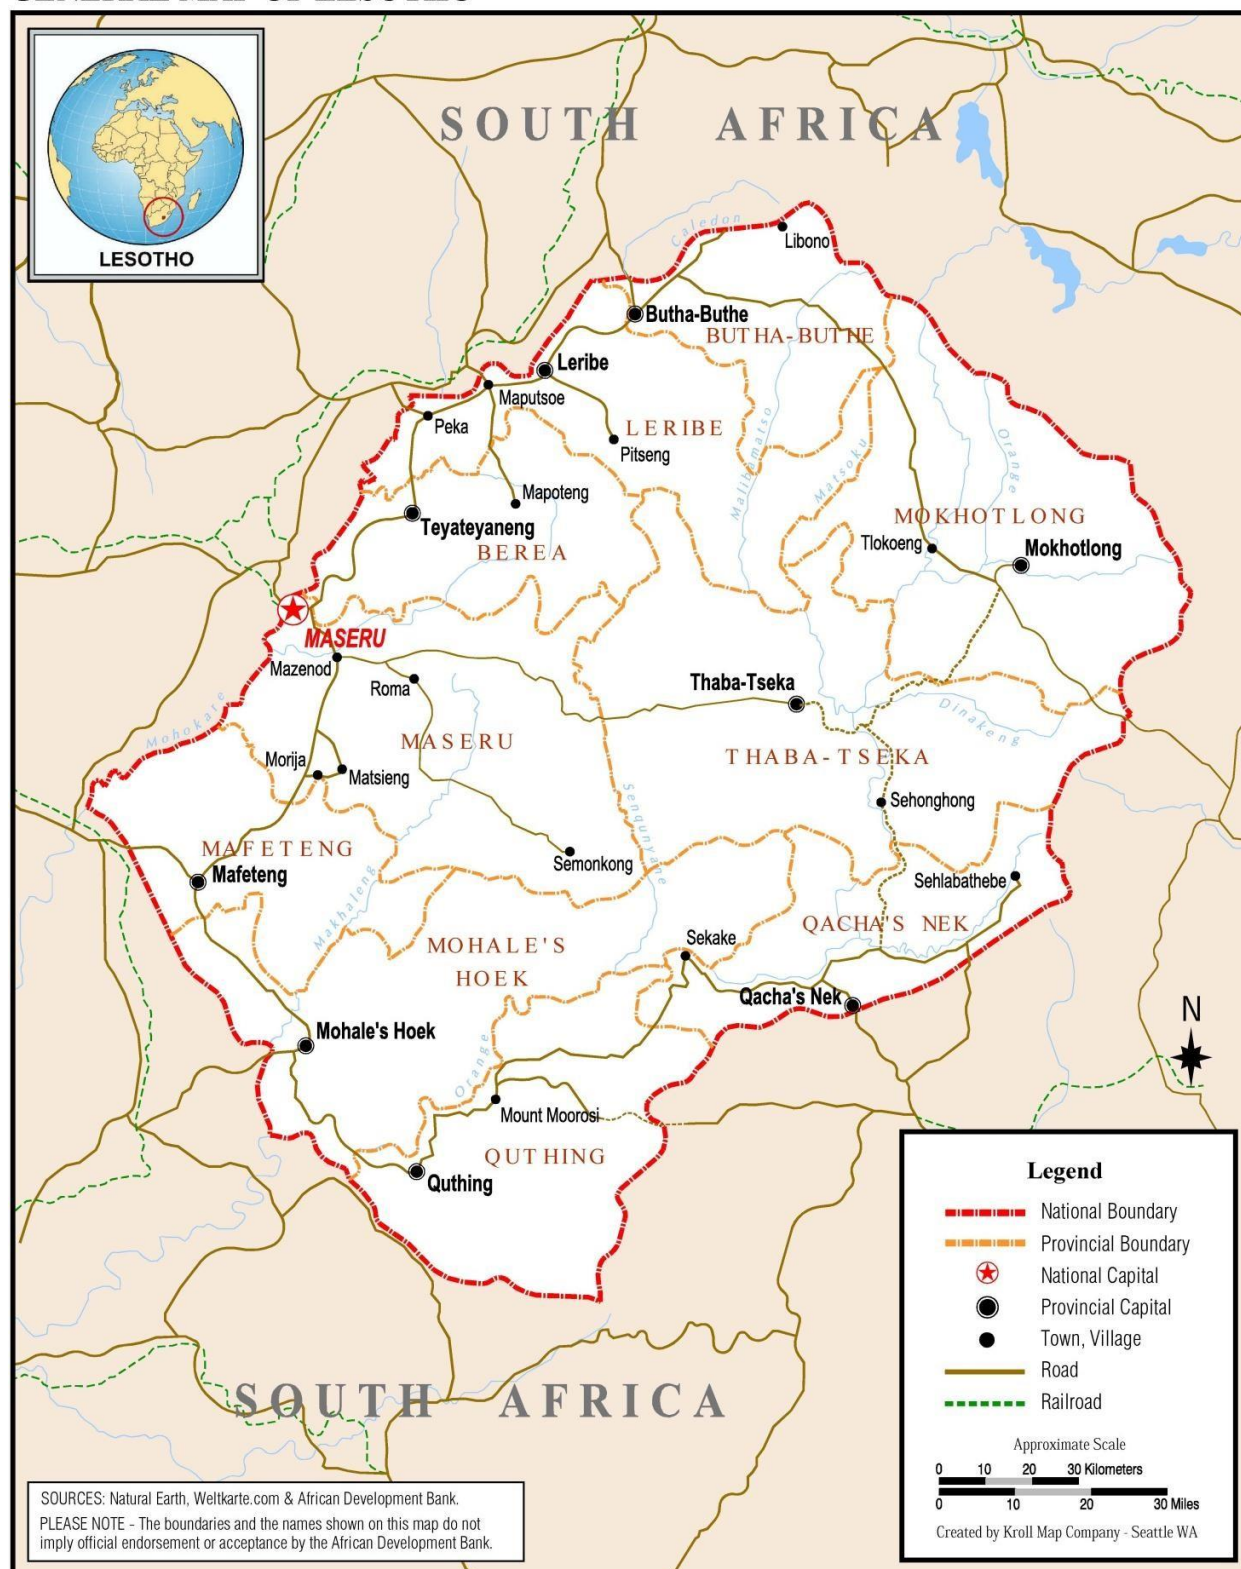 GENERAL MAP OF LESOTHO
LESOTHO
SOUTH AFRICA
Caledon
Libono
Butha-Buthe
BUTHA-BUTHE
Leribe
Maputsoe
Peka
LERIBE
Pitseng
Malibamatso
Matsoku
Orange
Mapoteng
Teyateyaneng
BEREA
MOKHOTLONG
Tlokoeng
Mokhotlong
MASERU
Mazenod
Roma
Thaba-Tseka
Mohokare
Dinakeng
MASERU
THABA-TSEKA
Morija
Matsieng
Senqunyane
Sehonghong
MAFETENG
Mafeteng
Semonkong
Sehlabathebe
Makhaleng
QACHA'S NEK
MOHALE'S
HOEK
Sekake
Qacha's Nek
Mohale's Hoek
Orange
Mount Moorosi
QUTHING
Quthing
N
SOUTH AFRICA
Legend
National Boundary
Provincial Boundary
National Capital
Provincial Capital
Town, Village
Road
Railroad
Approximate Scale
0 10 20 30 Kilometers
0 10 20 30 Miles
Created by Kroll Map Company - Seattle WA
SOURCES: Natural Earth, Weltkarte.com & African Development Bank.
PLEASE NOTE - The boundaries and the names shown on this map do not
imply official endorsement or acceptance by the African Development Bank.